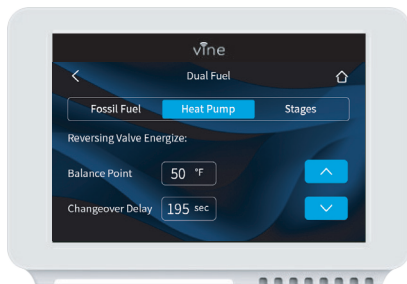 vine
Dual Fuel
Fossil Fuel Heat Pump Stages
Reversing Valve Energize:
Balance Point 50 °F
Changeover Delay 195 sec